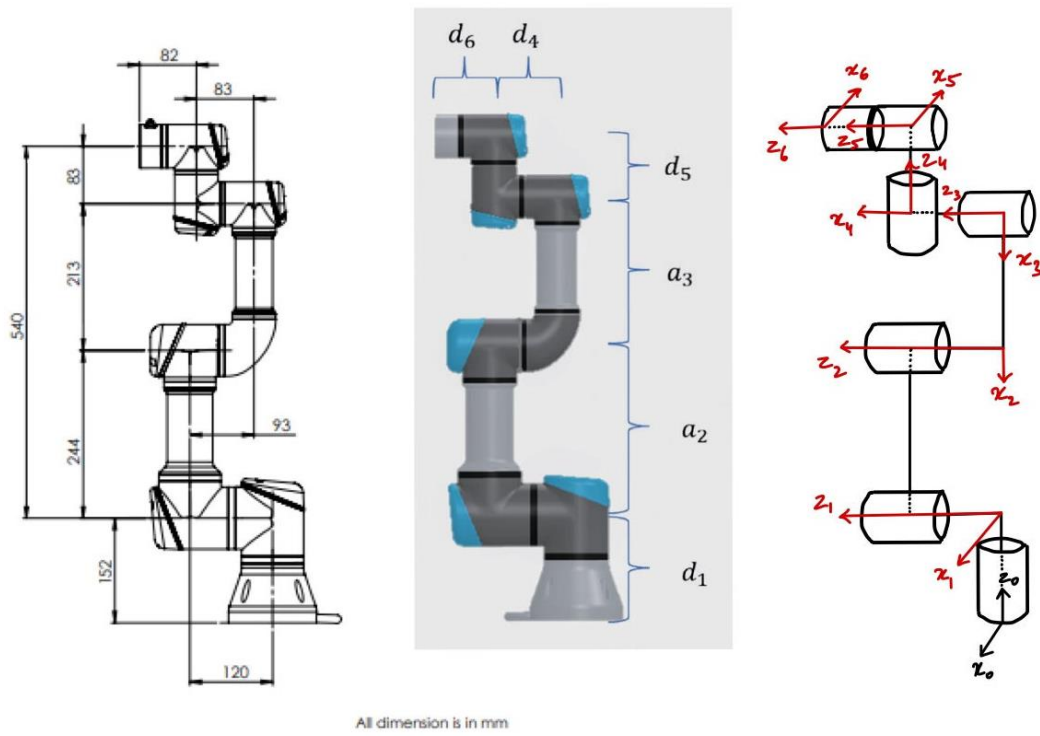 82
83
83
213
540
244
93
152
120
d₆
d₄
d₅
a₃
a₂
d₁
x₆
x₅
z₆
z₅
z₄
z₃
x₄
x₃
z₂
x₂
z₁
x₁
z₀
x₀
All dimension is in mm